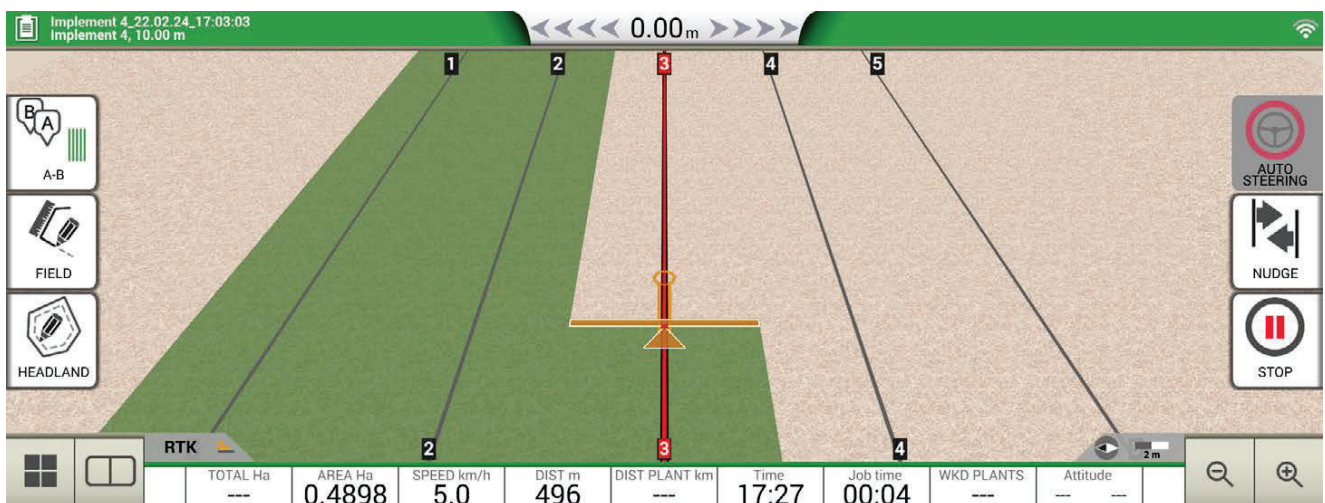 Implement 4_22.02.24_17:03:03
Implement 4, 10.00 m
0.00 m
1 2 3 4 5
B A
A-B
FIELD
HEADLAND
AUTO
STEERING
NUDGE
STOP
2 3 4
RTK
2 m
TOTAL Ha AREA Ha SPEED km/h DIST m DIST PLANT km Time Job time WKD PLANTS Attitude
--- 0.4898 5.0 496 --- 17:27 00:04 --- --- ---